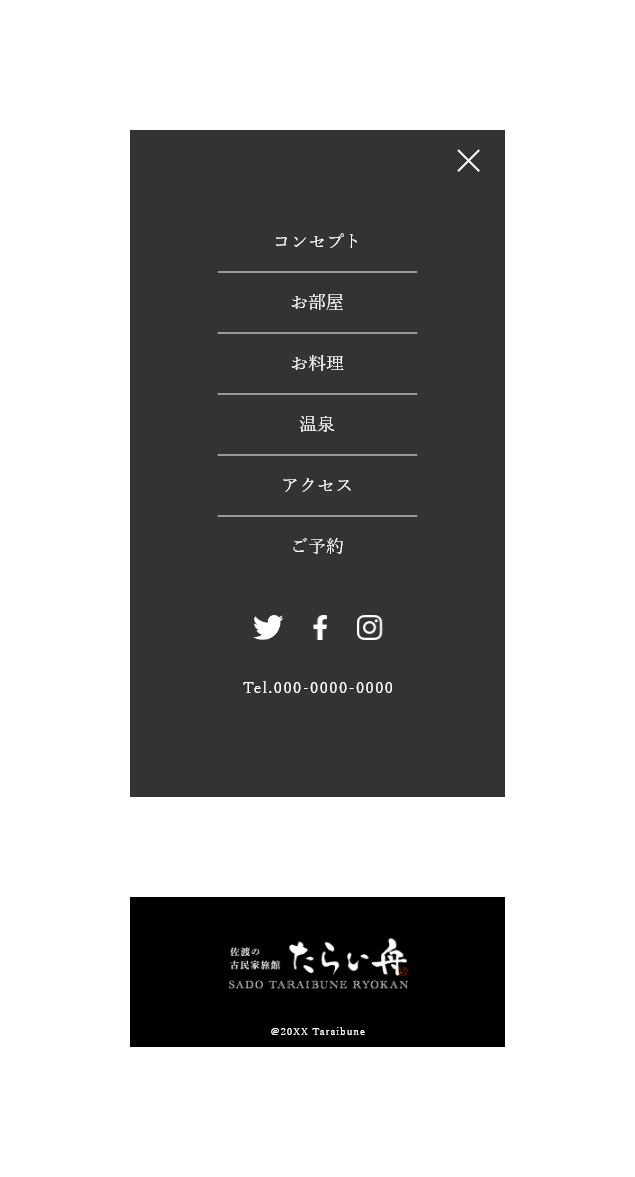 コンセプト
お部屋
お料理
温泉
アクセス
ご予約
Tel.000-0000-0000
佐渡の
古民家旅館
たらい舟
SADO TARAIBUNE RYOKAN
@20XX Taraibune